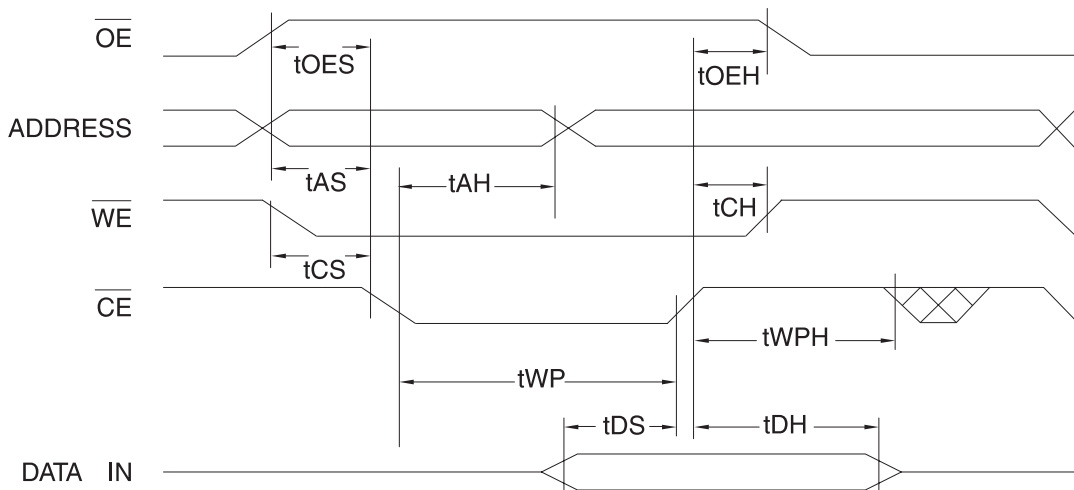 OE
tOES
tOEH
ADDRESS
tAS
tAH
tCH
WE
tCS
CE
tWPH
tWP
tDS
tDH
DATA IN